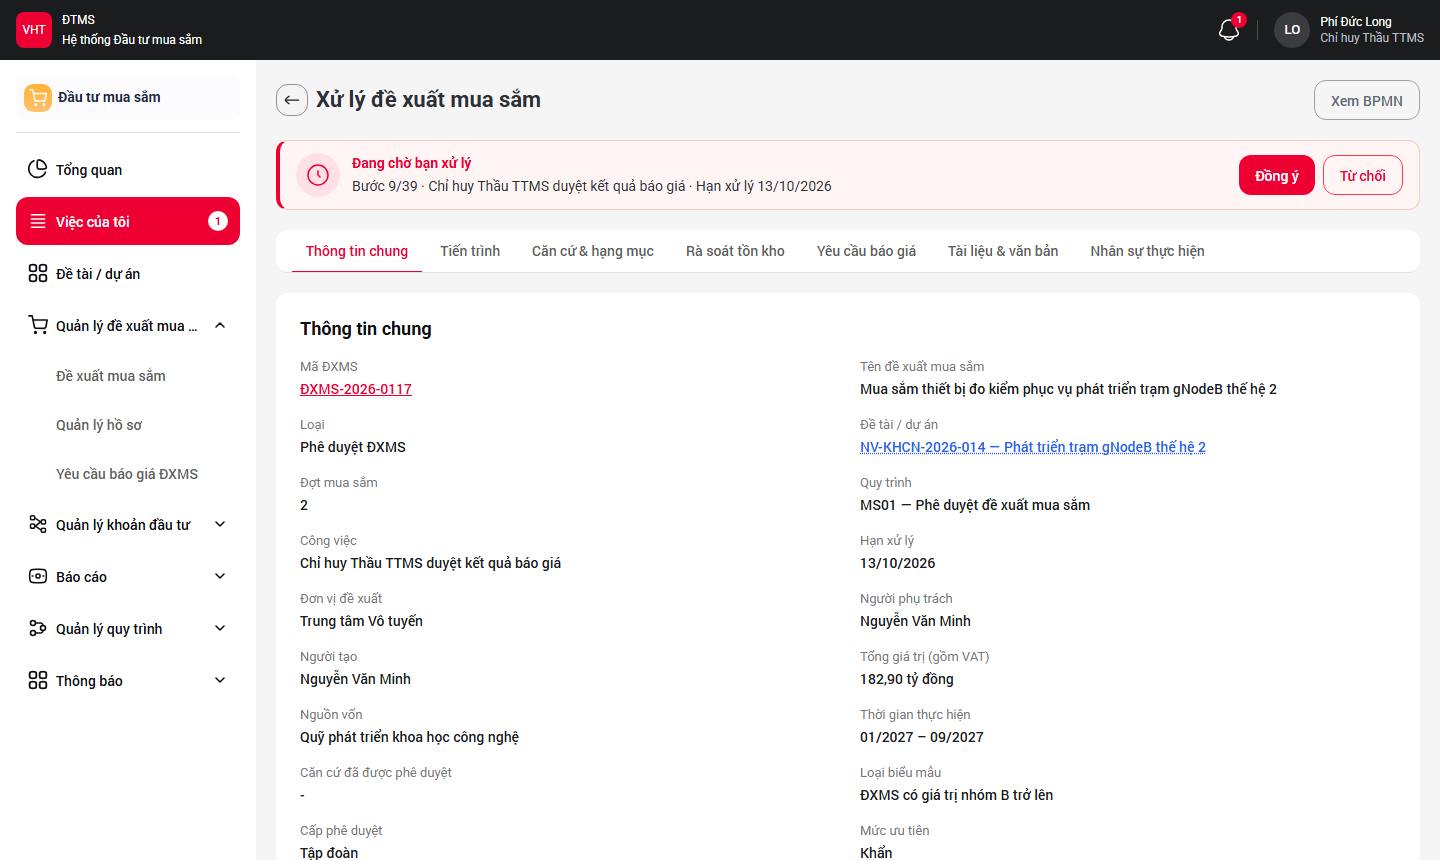 VHT
ĐTMS
Hệ thống Đầu tư mua sắm
1
LO
Phí Đức Long
Chỉ huy Thầu TTMS
Đầu tư mua sắm
Tổng quan
Việc của tôi
1
Đề tài / dự án
Quản lý đề xuất mua ...
Đề xuất mua sắm
Quản lý hồ sơ
Yêu cầu báo giá ĐXMS
Quản lý khoản đầu tư
Báo cáo
Quản lý quy trình
Thông báo
Xử lý đề xuất mua sắm
Xem BPMN
Đang chờ bạn xử lý
Bước 9/39 · Chỉ huy Thầu TTMS duyệt kết quả báo giá · Hạn xử lý 13/10/2026
Đồng ý
Từ chối
Thông tin chung
Tiến trình
Căn cứ & hạng mục
Rà soát tồn kho
Yêu cầu báo giá
Tài liệu & văn bản
Nhân sự thực hiện
Thông tin chung
Mã ĐXMS
ĐXMS-2026-0117
Tên đề xuất mua sắm
Mua sắm thiết bị đo kiểm phục vụ phát triển trạm gNodeB thế hệ 2
Loại
Phê duyệt ĐXMS
Đề tài / dự án
NV-KHCN-2026-014 — Phát triển trạm gNodeB thế hệ 2
Đợt mua sắm
2
Quy trình
MS01 — Phê duyệt đề xuất mua sắm
Công việc
Chỉ huy Thầu TTMS duyệt kết quả báo giá
Hạn xử lý
13/10/2026
Đơn vị đề xuất
Trung tâm Vô tuyến
Người phụ trách
Nguyễn Văn Minh
Người tạo
Nguyễn Văn Minh
Tổng giá trị (gồm VAT)
182,90 tỷ đồng
Nguồn vốn
Quỹ phát triển khoa học công nghệ
Thời gian thực hiện
01/2027 – 09/2027
Căn cứ đã được phê duyệt
-
Loại biểu mẫu
ĐXMS có giá trị nhóm B trở lên
Cấp phê duyệt
Tập đoàn
Mức ưu tiên
Khẩn